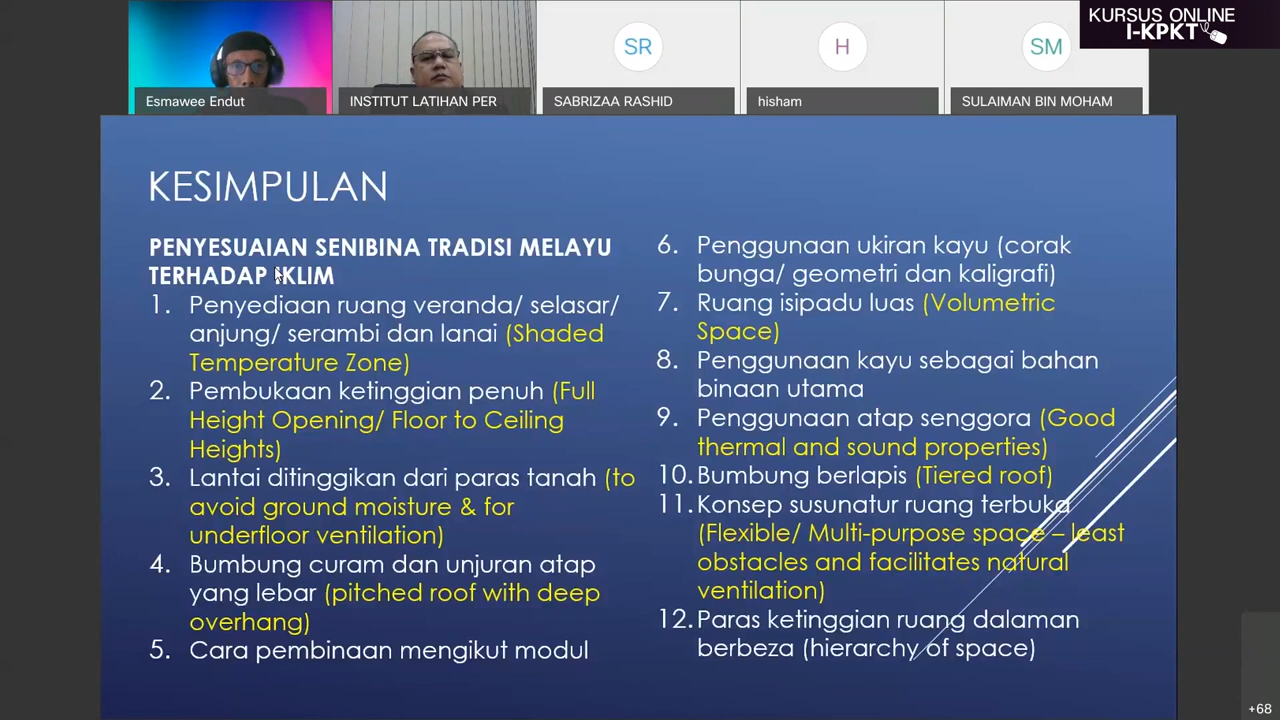 KURSUS ONLINE
I-KPKT
SR
H
SM
Esmawee Endut
INSTITUT LATIHAN PER
SABRIZAA RASHID
hisham
SULAIMAN BIN MOHAM
KESIMPULAN
PENYESUAIAN SENIBINA TRADISI MELAYU
TERHADAP IKLIM
1. Penyediaan ruang veranda/ selasar/
anjung/ serambi dan lanai (Shaded
Temperature Zone)
2. Pembukaan ketinggian penuh (Full
Height Opening/ Floor to Ceiling
Heights)
3. Lantai ditinggikan dari paras tanah (to
avoid ground moisture & for
underfloor ventilation)
4. Bumbung curam dan unjuran atap
yang lebar (pitched roof with deep
overhang)
5. Cara pembinaan mengikut modul
6. Penggunaan ukiran kayu (corak
bunga/ geometri dan kaligrafi)
7. Ruang isipadu luas (Volumetric
Space)
8. Penggunaan kayu sebagai bahan
binaan utama
9. Penggunaan atap senggora (Good
thermal and sound properties)
10. Bumbung berlapis (Tiered roof)
11. Konsep susunatur ruang terbuka
(Flexible/ Multi-purpose space – least
obstacles and facilitates natural
ventilation)
12. Paras ketinggian ruang dalaman
berbeza (hierarchy of space)
+68